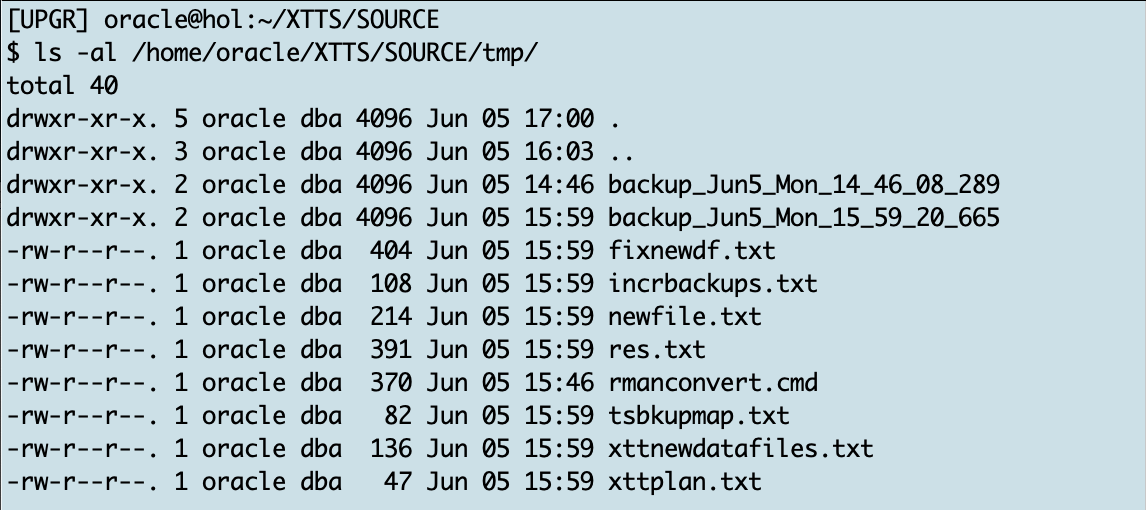 [UPGR] oracle@hol:~/XTTS/SOURCE
$ ls -al /home/oracle/XTTS/SOURCE/tmp/
total 40
drwxr-xr-x. 5 oracle dba 4096 Jun 05 17:00 .
drwxr-xr-x. 3 oracle dba 4096 Jun 05 16:03 ..
drwxr-xr-x. 2 oracle dba 4096 Jun 05 14:46 backup_Jun5_Mon_14_46_08_289
drwxr-xr-x. 2 oracle dba 4096 Jun 05 15:59 backup_Jun5_Mon_15_59_20_665
-rw-r--r--. 1 oracle dba  404 Jun 05 15:59 fixnewdf.txt
-rw-r--r--. 1 oracle dba  108 Jun 05 15:59 incrbackups.txt
-rw-r--r--. 1 oracle dba  214 Jun 05 15:59 newfile.txt
-rw-r--r--. 1 oracle dba  391 Jun 05 15:59 res.txt
-rw-r--r--. 1 oracle dba  370 Jun 05 15:46 rmanconvert.cmd
-rw-r--r--. 1 oracle dba   82 Jun 05 15:59 tsbkupmap.txt
-rw-r--r--. 1 oracle dba  136 Jun 05 15:59 xttnewdatafiles.txt
-rw-r--r--. 1 oracle dba   47 Jun 05 15:59 xttplan.txt